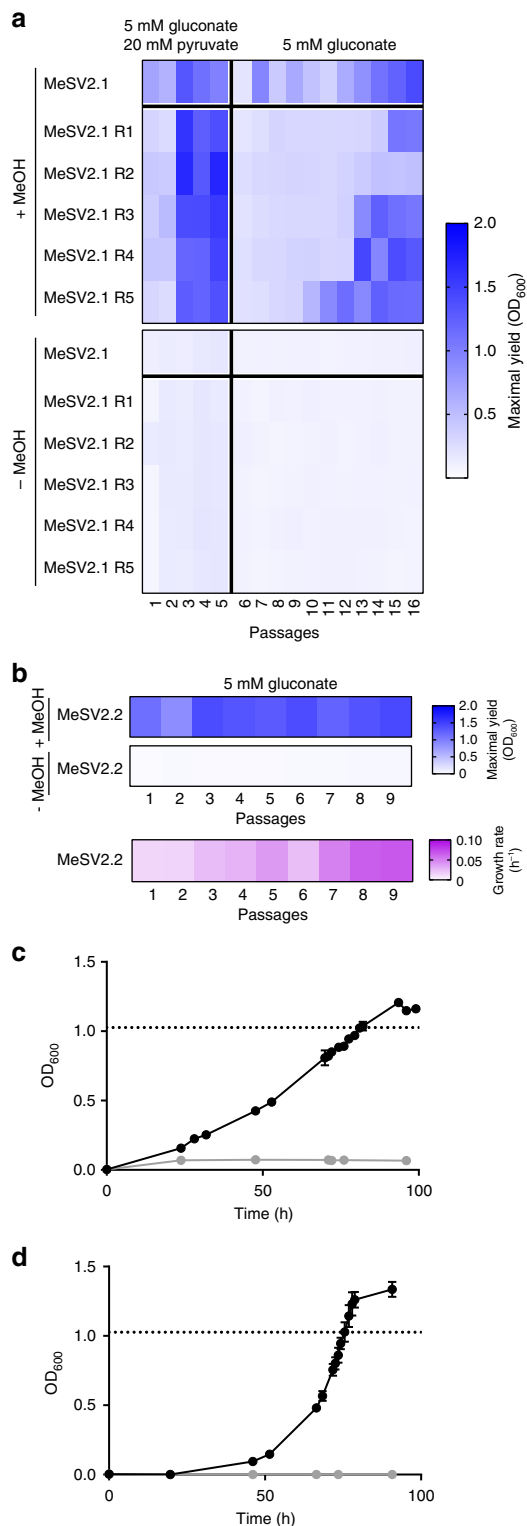 a
5 mM gluconate
20 mM pyruvate
5 mM gluconate
+ MeOH
MeSV2.1
MeSV2.1 R1
MeSV2.1 R2
MeSV2.1 R3
MeSV2.1 R4
MeSV2.1 R5
– MeOH
MeSV2.1
MeSV2.1 R1
MeSV2.1 R2
MeSV2.1 R3
MeSV2.1 R4
MeSV2.1 R5
1 2 3 4 5 6 7 8 9 10 11 12 13 14 15 16
Passages
2.0
1.5
1.0
0.5
Maximal yield (OD600)
b
5 mM gluconate
+ MeOH
MeSV2.2
- MeOH
MeSV2.2
1 2 3 4 5 6 7 8 9
Passages
2.0
1.5
1.0
0.5
0
Maximal yield
(OD600)
MeSV2.2
1 2 3 4 5 6 7 8 9
Passages
0.10
0.05
0
Growth rate
(h–1)
c
1.5
1.0
0.5
0.0
OD600
0 50 100
Time (h)
d
1.5
1.0
0.5
0.0
OD600
0 50 100
Time (h)